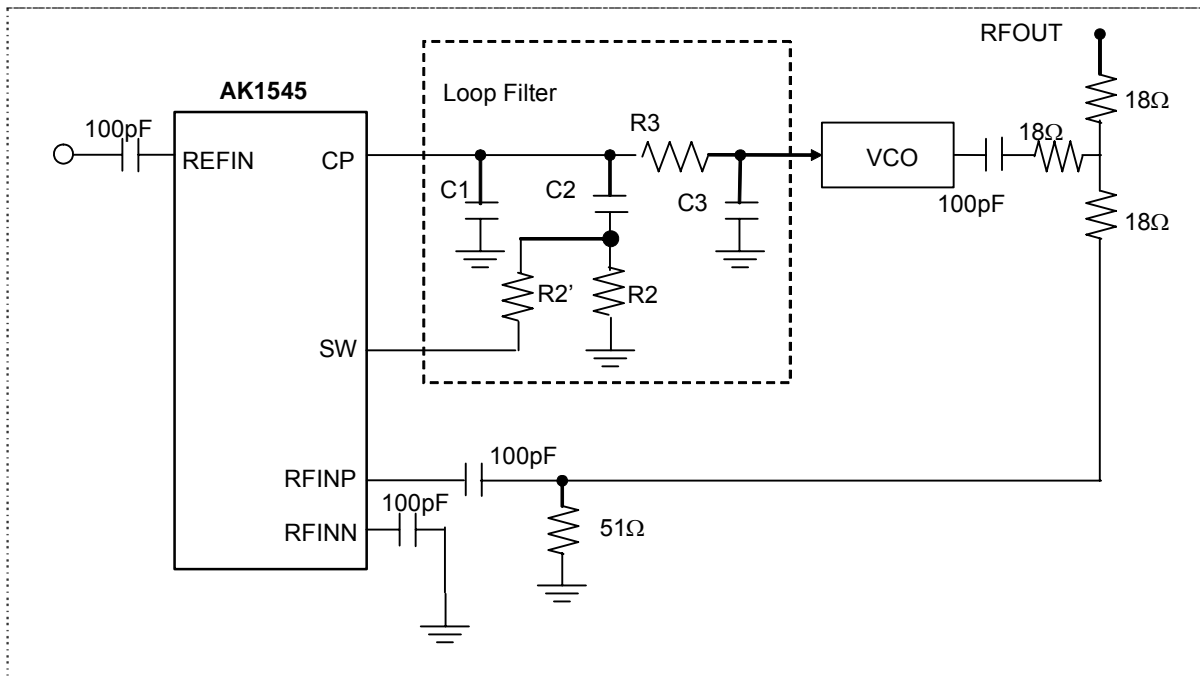 RFOUT
AK1545
Loop Filter
18Ω
100pF
R3
18Ω
REFIN
CP
VCO
C1
C2
C3
100pF
18Ω
R2’
R2
SW
100pF
RFINP
100pF
RFINN
51Ω